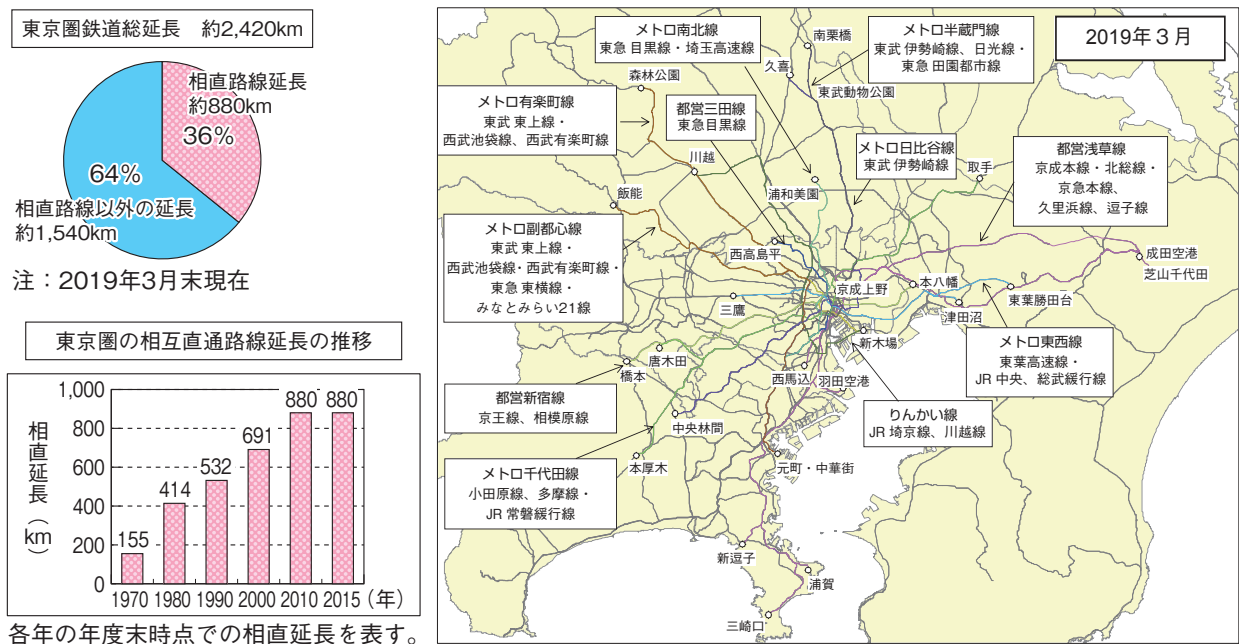 東京圏鉄道総延長　約2,420km
相直路線延長
約880km
36%
64%
相直路線以外の延長
約1,540km
注：2019年3月末現在
東京圏の相互直通路線延長の推移
相直延長（km）
1,000
800
600
400
200
0
155
414
532
691
880
880
1970 1980 1990 2000 2010 2015（年）
各年の年度末時点での相直延長を表す。
2019年３月
メトロ南北線
東急 目黒線・埼玉高速線
メトロ半蔵門線
東武 伊勢崎線、日光線・
東急 田園都市線
メトロ有楽町線
東武 東上線・
西武池袋線、西武有楽町線
都営三田線
東急目黒線
メトロ日比谷線
東武 伊勢崎線
都営浅草線
京成本線・北総線・
京急本線、
久里浜線、逗子線
メトロ副都心線
東武 東上線・
西武池袋線・西武有楽町線・
東急 東横線・
みなとみらい21線
メトロ東西線
東葉高速線・
JR 中央、総武緩行線
都営新宿線
京王線、相模原線
りんかい線
JR 埼京線、川越線
メトロ千代田線
小田原線、多摩線・
JR 常磐緩行線
南栗橋
久喜
森林公園
東武動物公園
川越
取手
浦和美園
飯能
西高島平
成田空港
芝山千代田
京成上野
本八幡
東葉勝田台
三鷹
津田沼
新木場
唐木田
橋本
西馬込
羽田空港
中央林間
本厚木
元町・中華街
新逗子
浦賀
三崎口